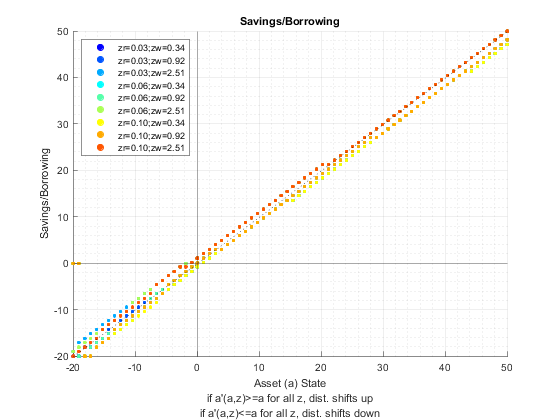 Savings/Borrowing
50
40
30
20
10
0
-10
-20
zr=0.03;zw=0.34
zr=0.03;zw=0.92
zr=0.03;zw=2.51
zr=0.06;zw=0.34
zr=0.06;zw=0.92
zr=0.06;zw=2.51
zr=0.10;zw=0.34
zr=0.10;zw=0.92
zr=0.10;zw=2.51
Savings/Borrowing
-20 -10 0 10 20 30 40 50
Asset (a) State
if a'(a,z)>=a for all z, dist. shifts up
if a'(a,z)<=a for all z, dist. shifts down